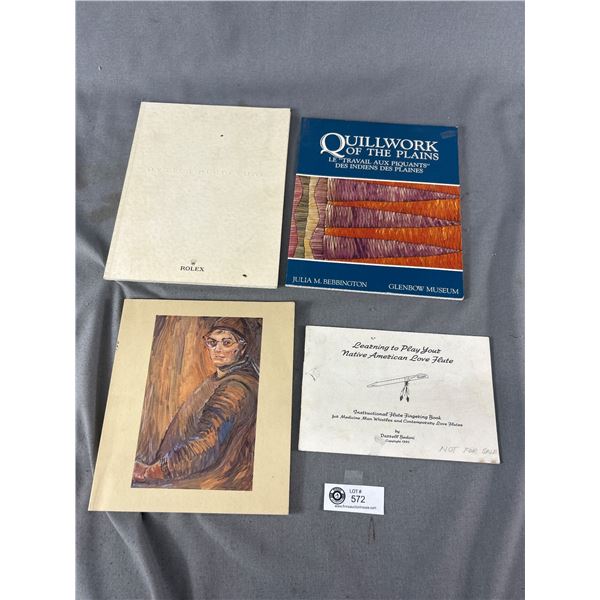 ROLEX
QUILLWORK
OF THE PLAINS
LE "TRAVAIL AUX PIQUANTS"
DES INDIENS DES PLAINES
JULIA M. BEBBINGTON
GLENBOW MUSEUM
Learning to Play Your
Native American Love Flute
Instructional Flute Fingering Book
for Medicine Man Whistles and Contemporary Love Flutes
by
Copyright 1990
NOT FOR SALE
LOT #
572